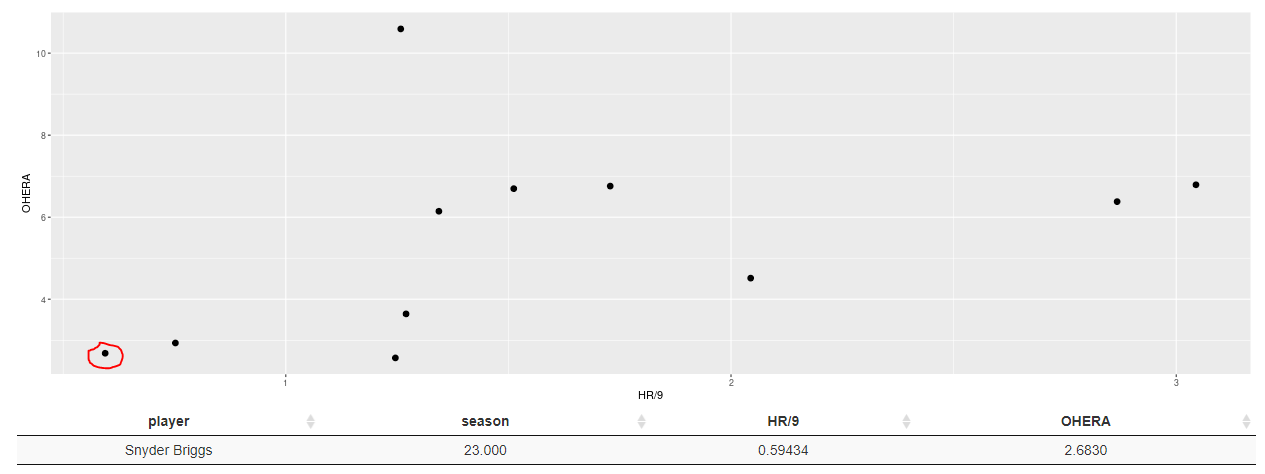 10
8
OHERA
6
4
1 2 3
HR/9
player season HR/9 OHERA
Snyder Briggs 23.000 0.59434 2.6830